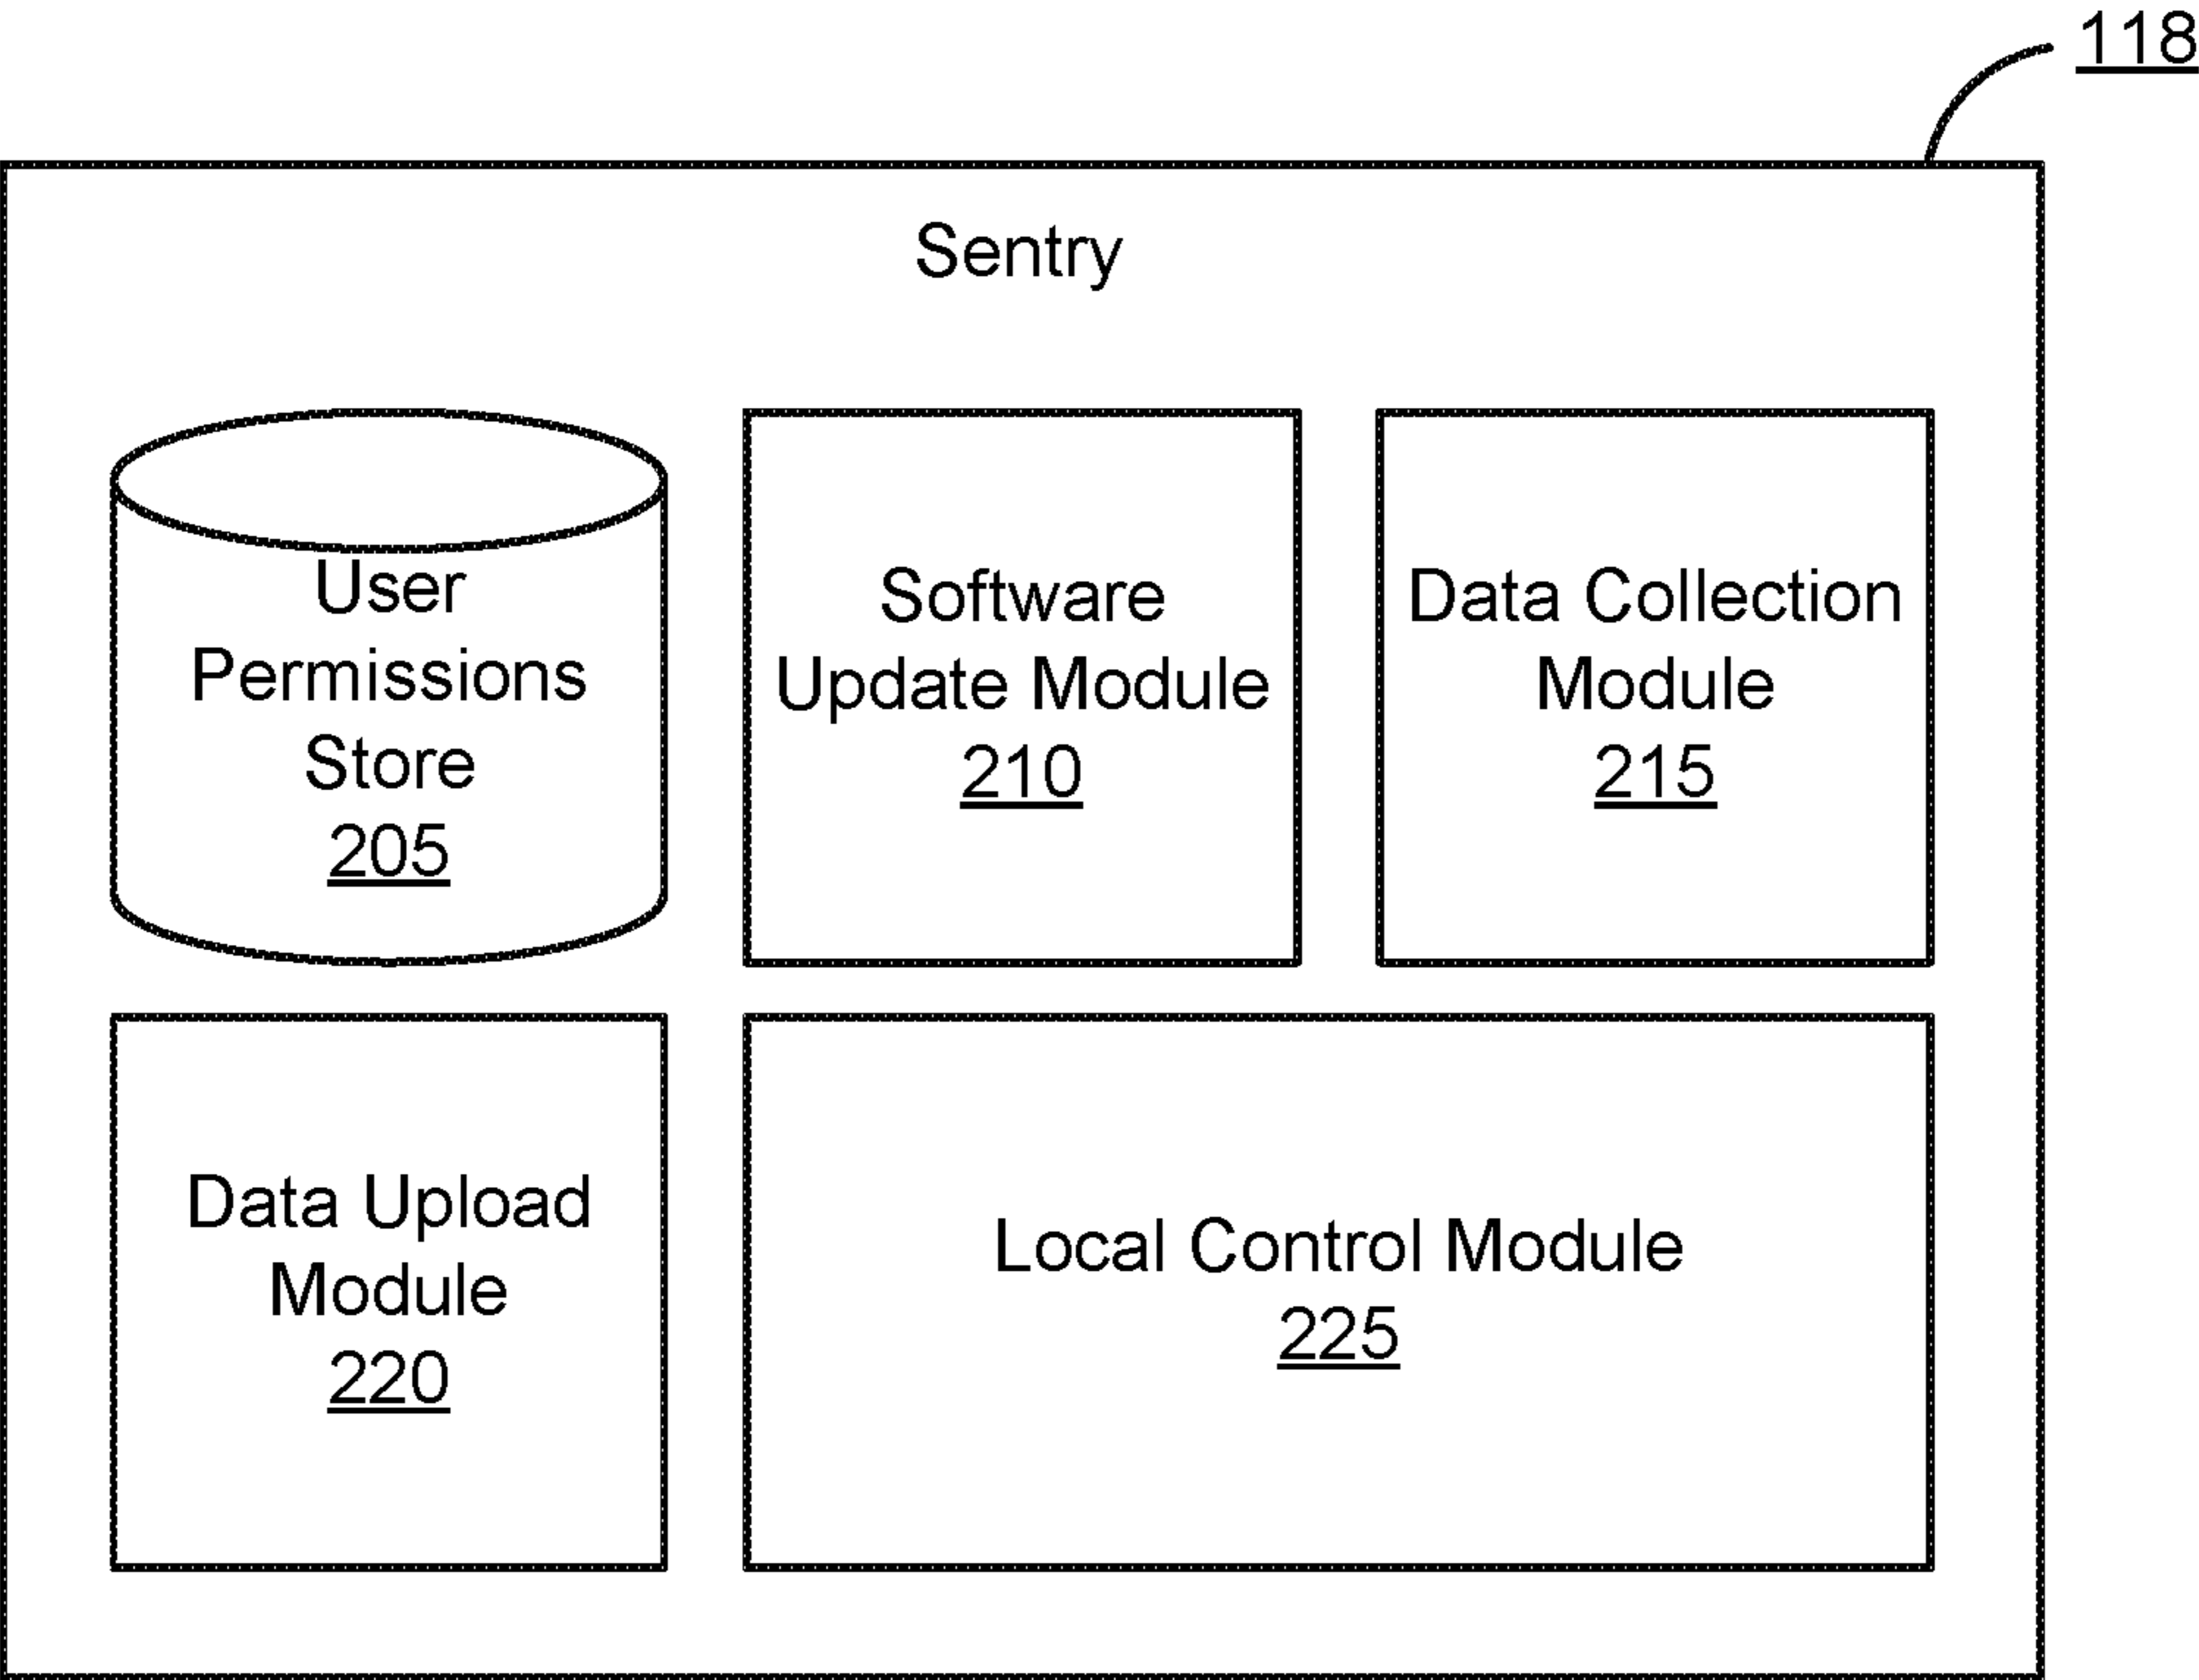 118
Sentry
User
Permissions
Store
205
Software
Update Module
210
Data Collection
Module
215
Data Upload
Module
220
Local Control Module
225